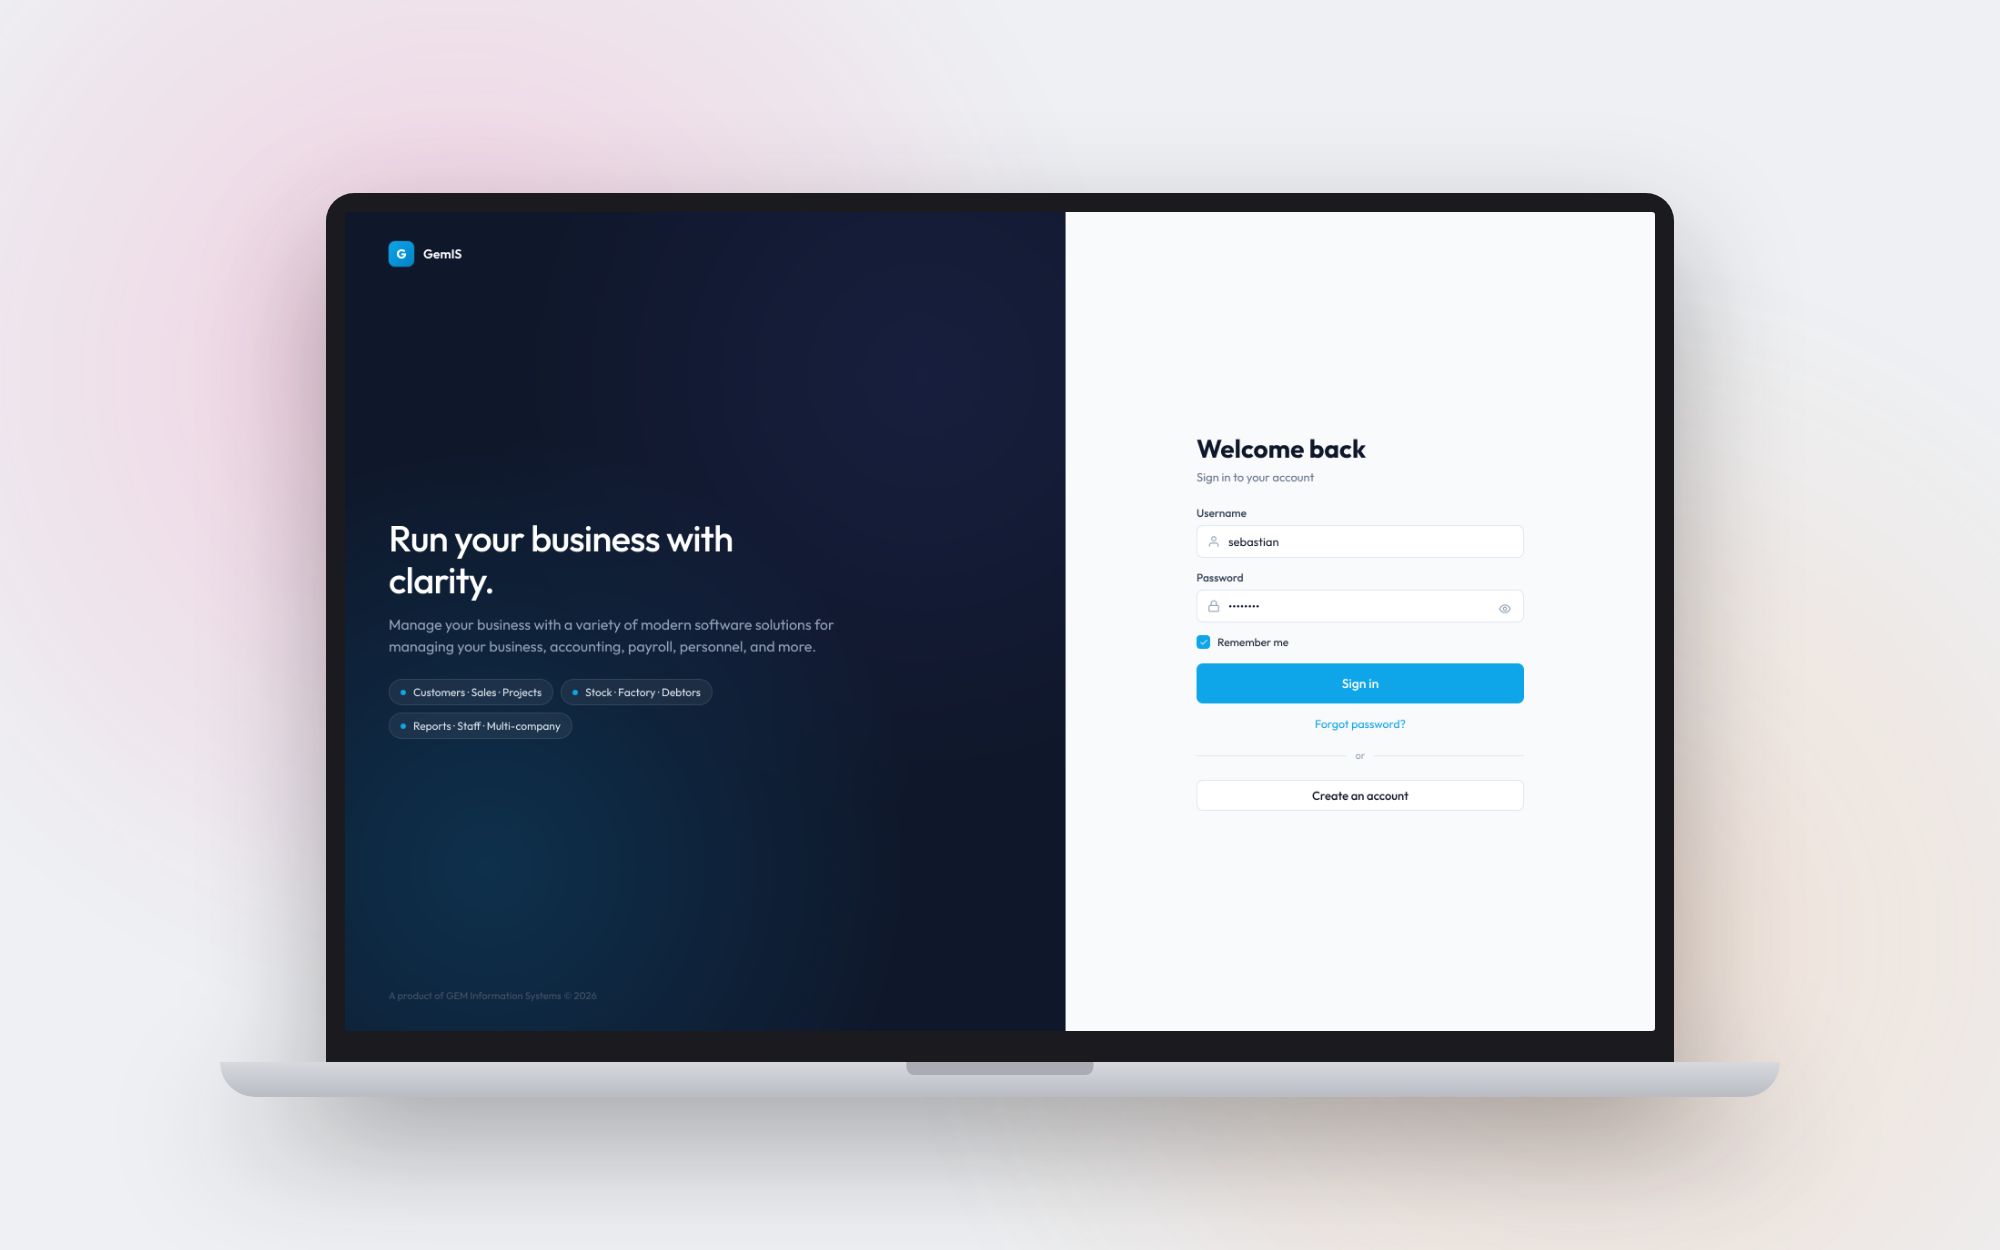 G GemIS
Run your business with
clarity.
Manage your business with a variety of modern software solutions for
managing your business, accounting, payroll, personnel, and more.
Customers · Sales · Projects
Stock · Factory · Debtors
Reports · Staff · Multi-company
A product of GEM Information Systems © 2026
Welcome back
Sign in to your account
Username
sebastian
Password
••••••••
Remember me
Sign in
Forgot password?
or
Create an account